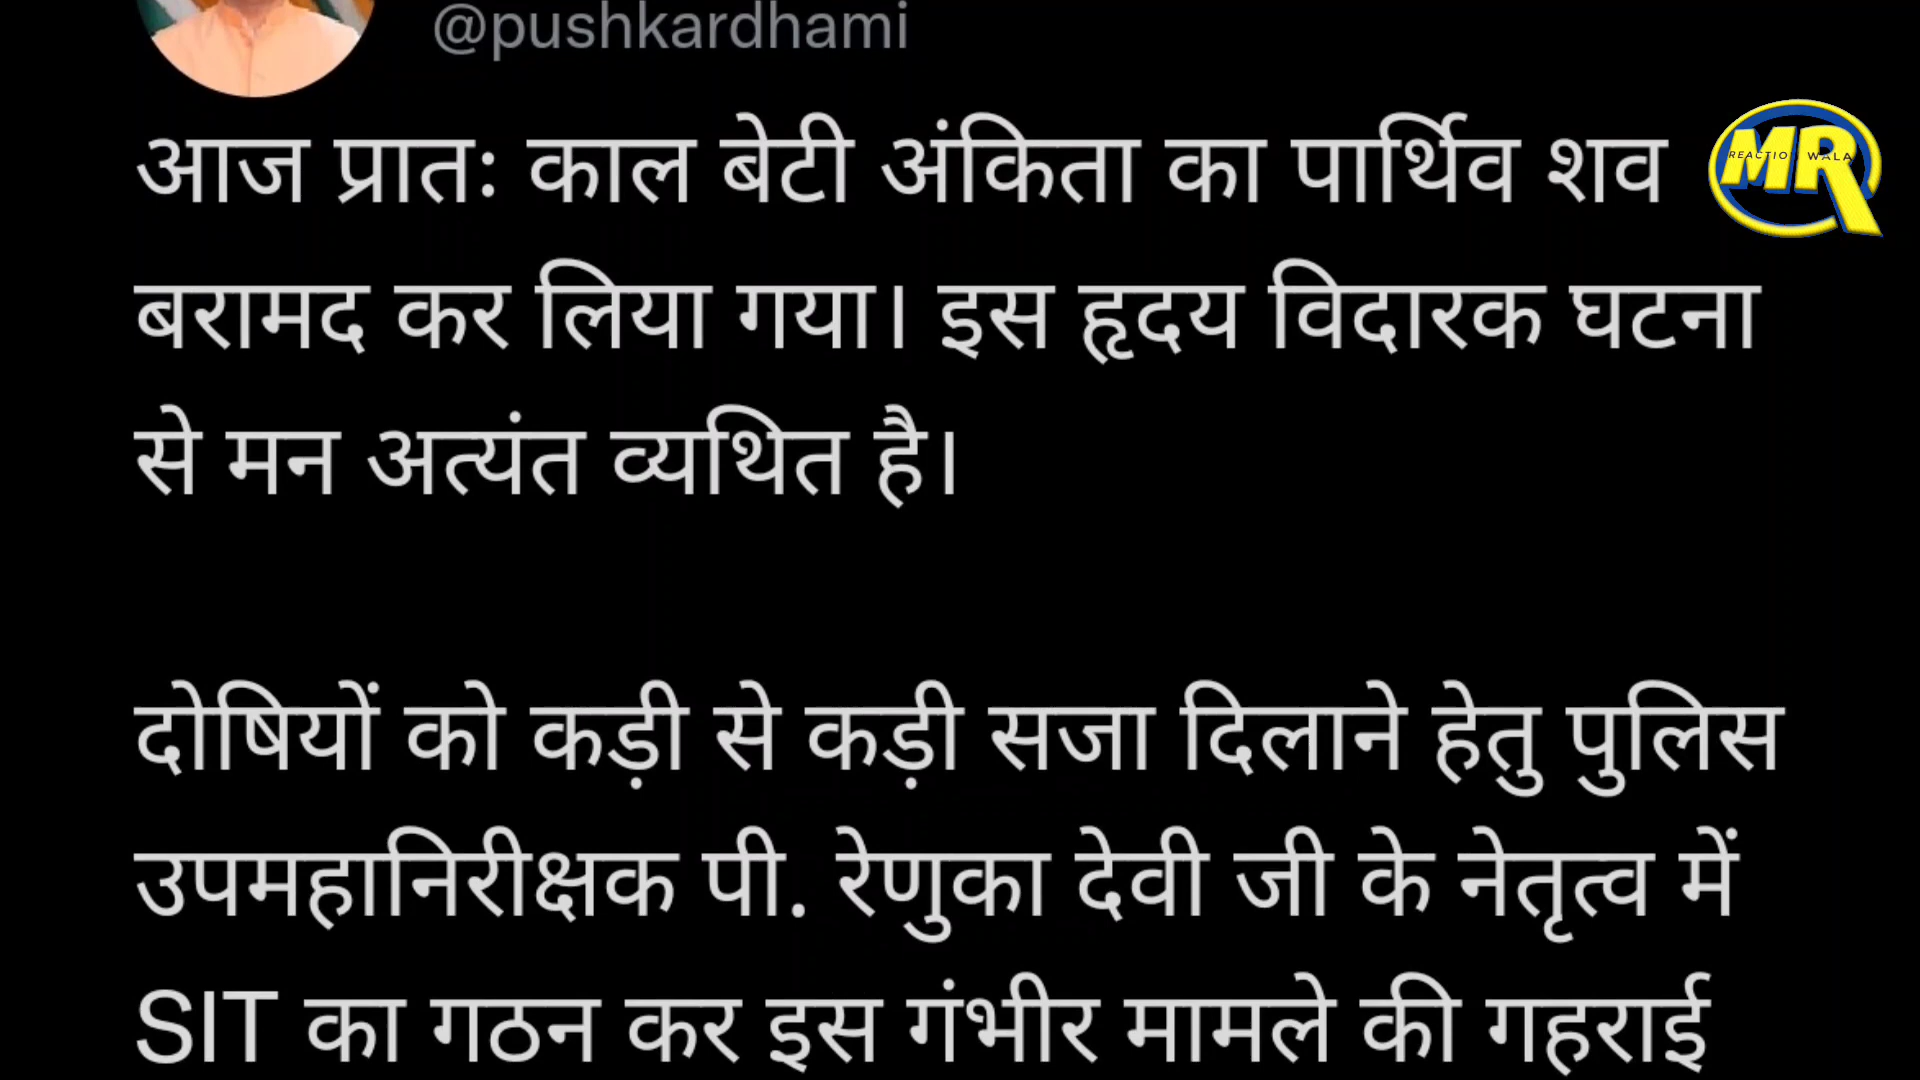 @pushkardhami
आज प्रातः काल बेटी अंकिता का पार्थिव शव
बरामद कर लिया गया। इस हृदय विदारक घटना
से मन अत्यंत व्यथित है।
दोषियों को कड़ी से कड़ी सजा दिलाने हेतु पुलिस
उपमहानिरीक्षक पी. रेणुका देवी जी के नेतृत्व में
SIT का गठन कर इस गंभीर मामले की गहराई
MR
REACTION WALA